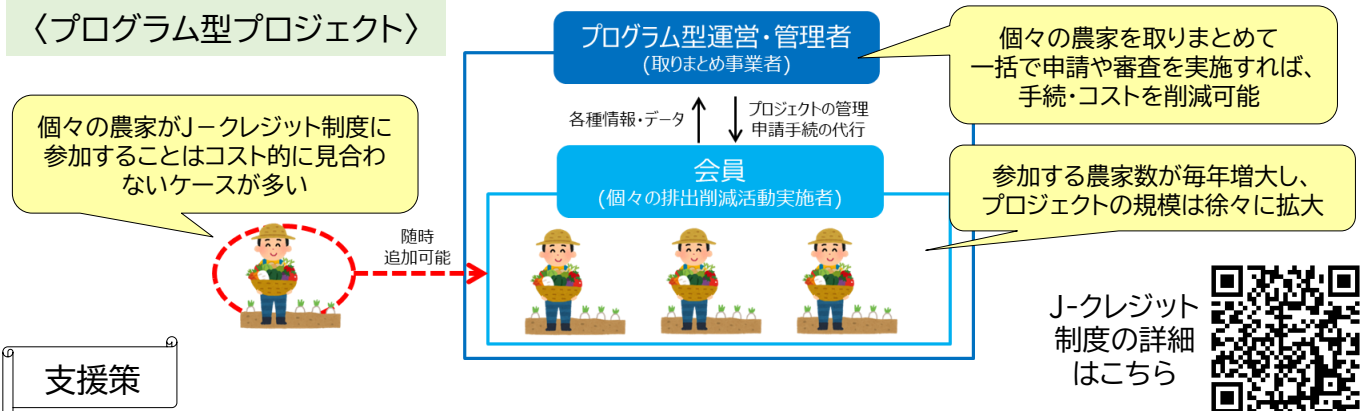 〈プログラム型プロジェクト〉
プログラム型運営・管理者
(取りまとめ事業者)
個々の農家を取りまとめて
一括で申請や審査を実施すれば、
手続・コストを削減可能
個々の農家がJ－クレジット制度に
参加することはコスト的に見合わ
ないケースが多い
各種情報・データ
プロジェクトの管理
申請手続の代行
会員
(個々の排出削減活動実施者)
参加する農家数が毎年増大し、
プロジェクトの規模は徐々に拡大
随時
追加可能
J-クレジット
制度の詳細
はこちら
支援策